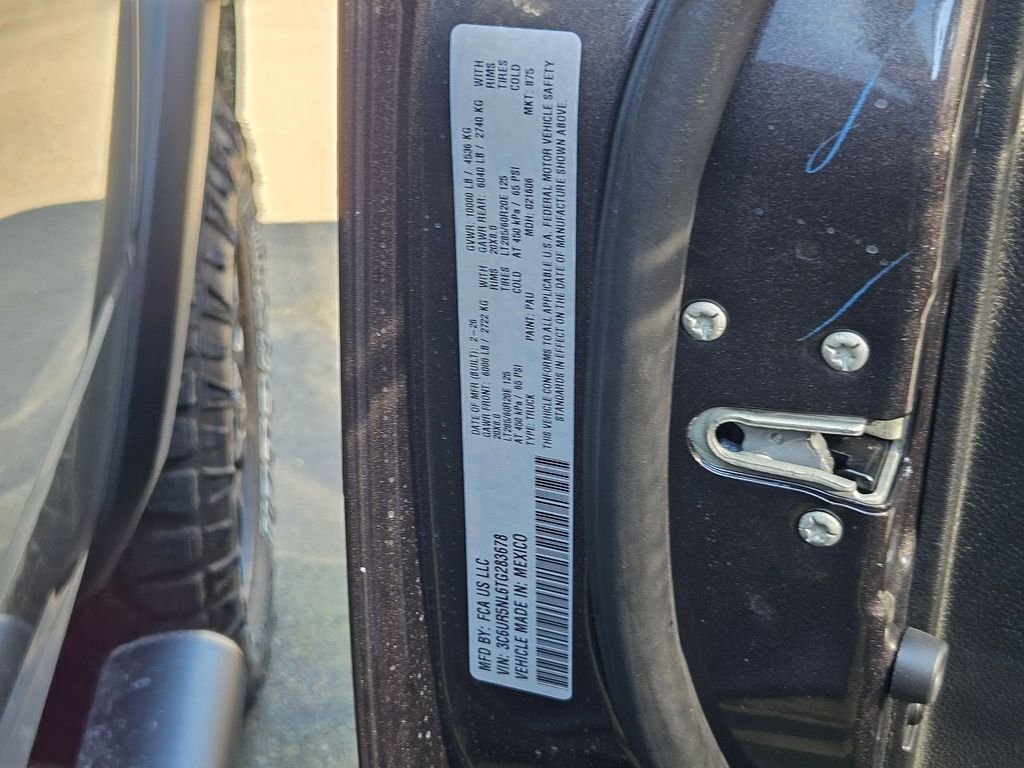 MFD BY: FCA US LLC
VIN: 3C6UR5NL6TG283678
VEHICLE MADE IN: MEXICO
DATE OF MFR (BUILT): 2-26 GVWR: 10000 LB / 4536 KG
GAWR FRONT: 6000 LB / 2722 KG WITH GAWR REAR: 6040 LB / 2740 KG WITH
20X8.0 RIMS 20X8.0 RIMS
LT285/60R20E 125 TIRES LT285/60R20E 125 TIRES
AT 450 kPa / 65 PSI COLD AT 450 kPa / 65 PSI COLD
TYPE: TRUCK PAINT: PAU MDH: 021606 MKT: 875
THIS VEHICLE CONFORMS TO ALL APPLICABLE U.S.A. FEDERAL MOTOR VEHICLE SAFETY
STANDARDS IN EFFECT ON THE DATE OF MANUFACTURE SHOWN ABOVE.